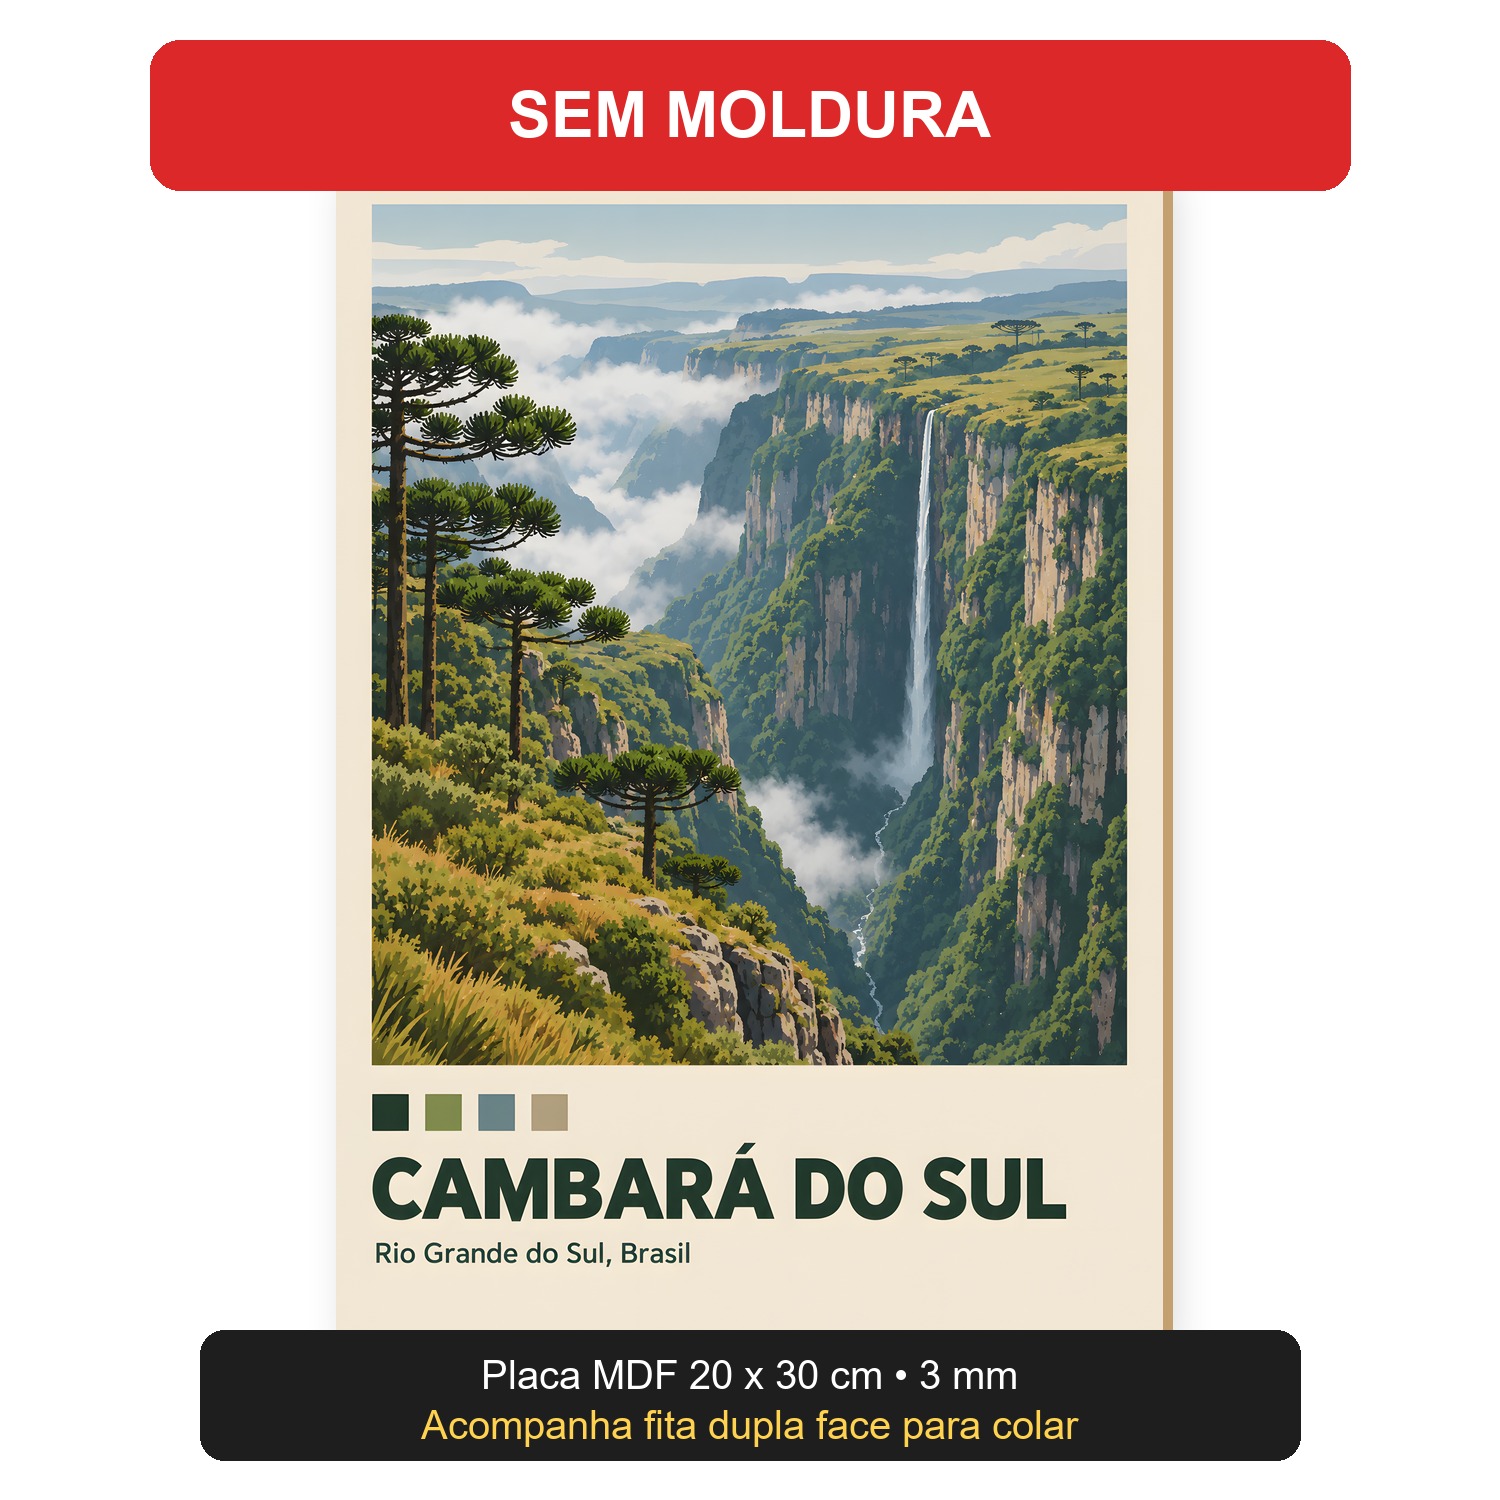 SEM MOLDURA
CAMBARÁ DO SUL
Rio Grande do Sul, Brasil
Placa MDF 20 x 30 cm • 3 mm
Acompanha fita dupla face para colar